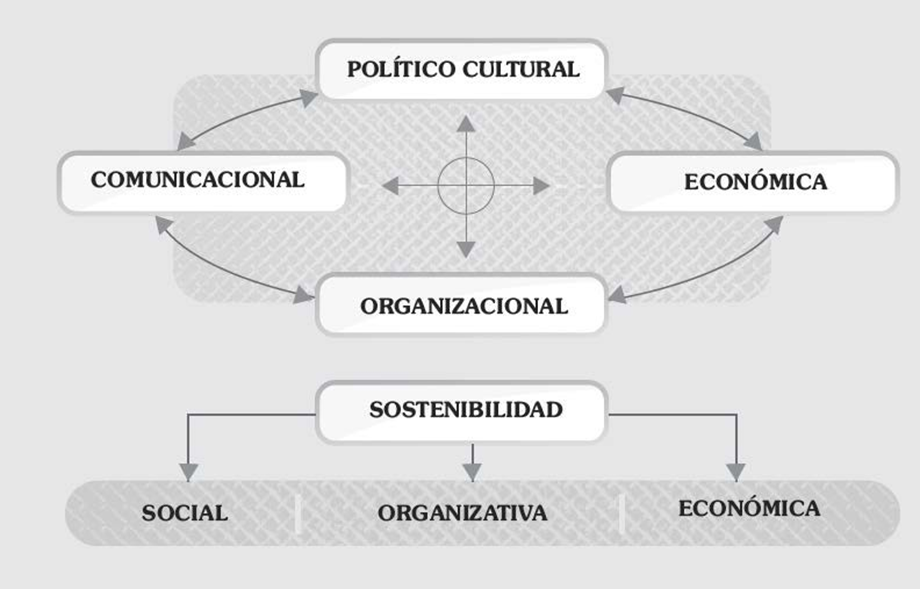 POLÍTICO CULTURAL
COMUNICACIONAL
ECONÓMICA
ORGANIZACIONAL
SOSTENIBILIDAD
SOCIAL
ORGANIZATIVA
ECONÓMICA